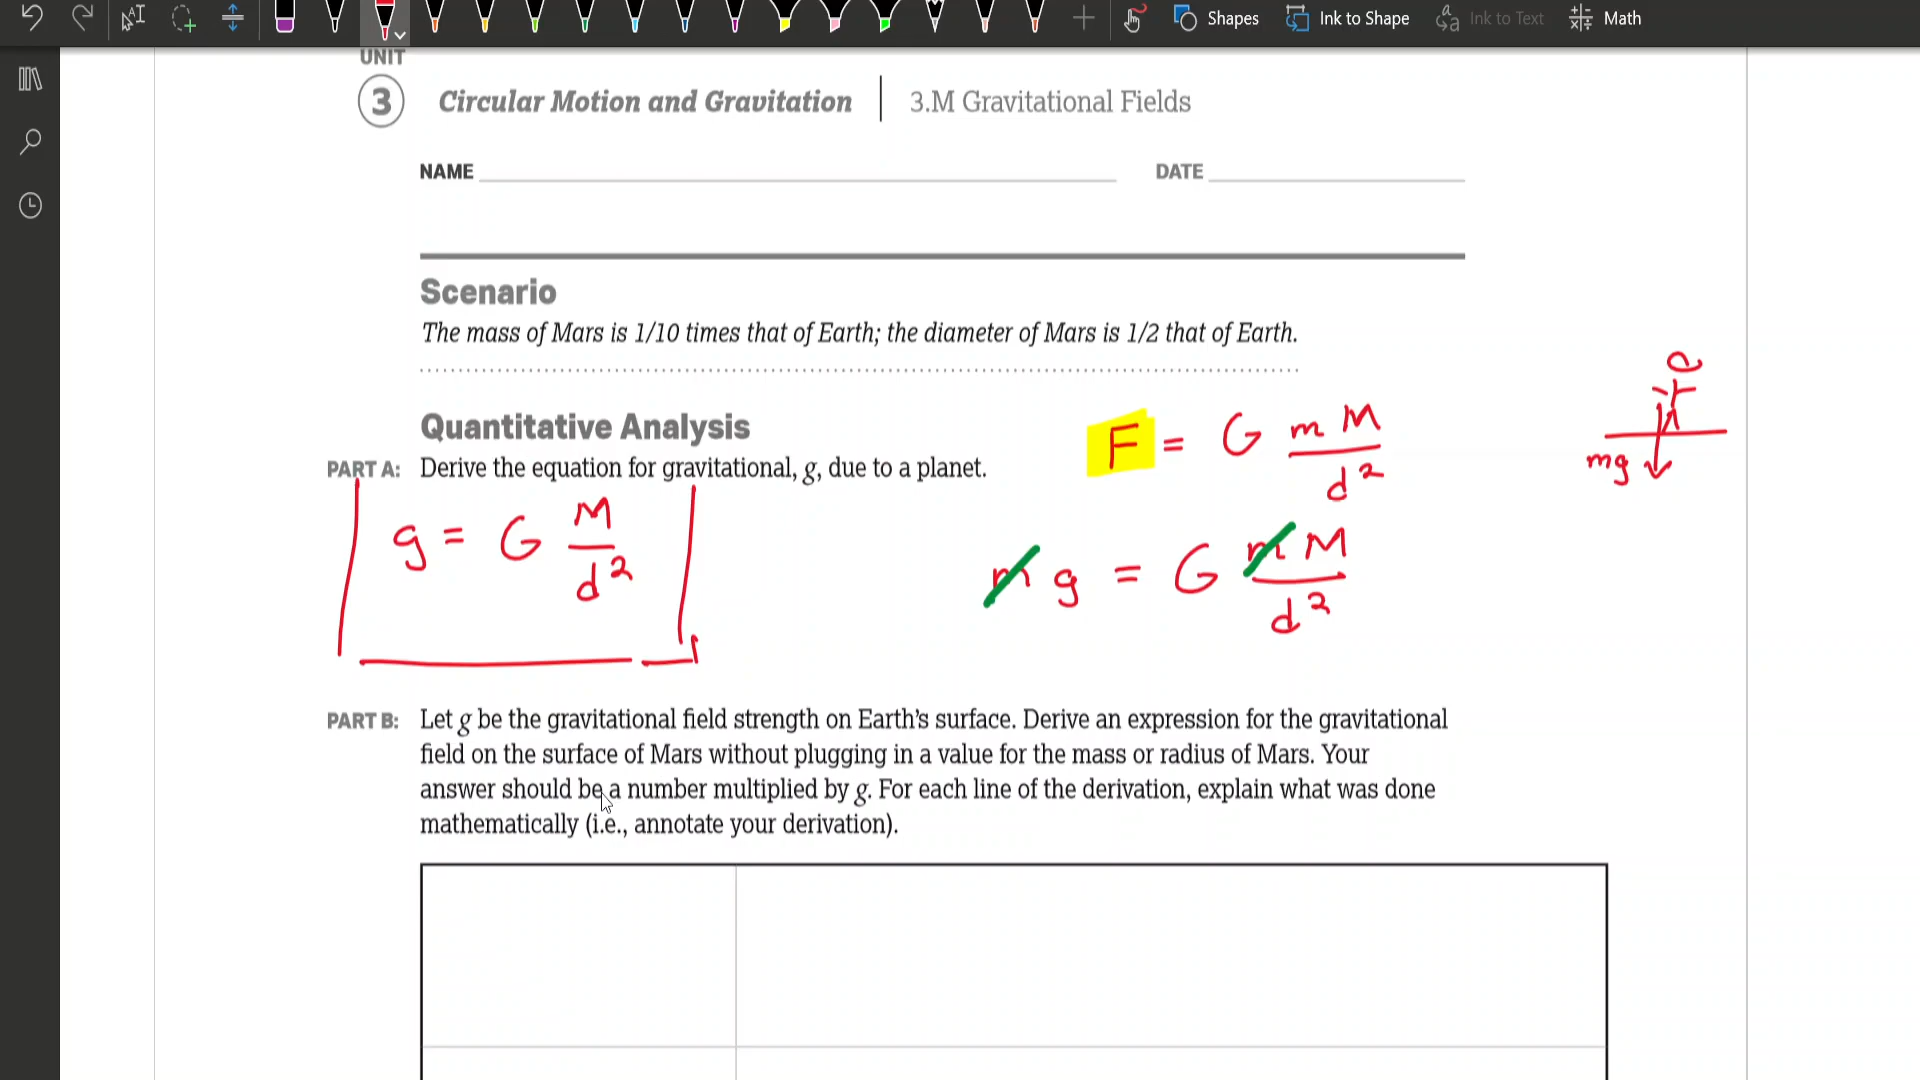 Shapes Ink to Shape Ink to Text Math
UNIT
3 Circular Motion and Gravitation 3.M Gravitational Fields
NAME DATE
Scenario
The mass of Mars is 1/10 times that of Earth; the diameter of Mars is 1/2 that of Earth.
Quantitative Analysis
PART A: Derive the equation for gravitational, g, due to a planet.
F = G m M / d²
mg
g = G M / d²
m g = G m M / d²
PART B: Let g be the gravitational field strength on Earth’s surface. Derive an expression for the gravitational
field on the surface of Mars without plugging in a value for the mass or radius of Mars. Your
answer should be a number multiplied by g. For each line of the derivation, explain what was done
mathematically (i.e., annotate your derivation).